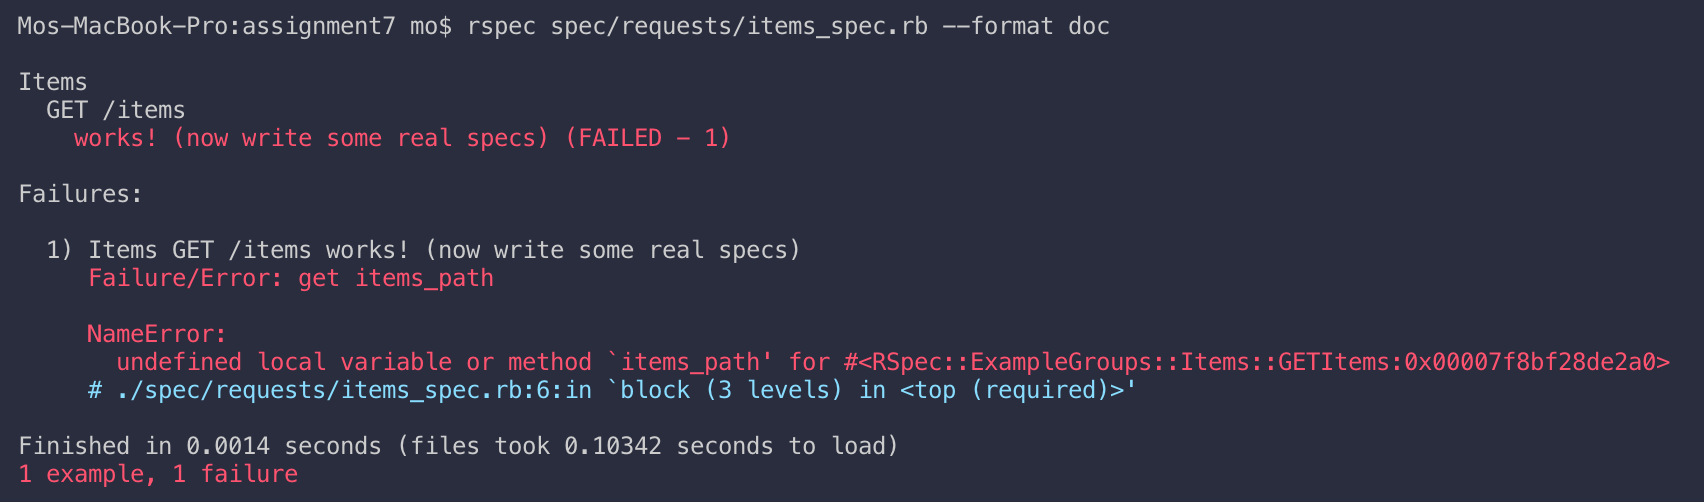 Mos-MacBook-Pro:assignment7 mo$ rspec spec/requests/items_spec.rb --format doc
Items
GET /items
works! (now write some real specs) (FAILED - 1)
Failures:
1) Items GET /items works! (now write some real specs)
Failure/Error: get items_path
NameError:
undefined local variable or method `items_path' for #<RSpec::ExampleGroups::Items::GETItems:0x00007f8bf28de2a0>
# ./spec/requests/items_spec.rb:6:in `block (3 levels) in <top (required)>'
Finished in 0.0014 seconds (files took 0.10342 seconds to load)
1 example, 1 failure